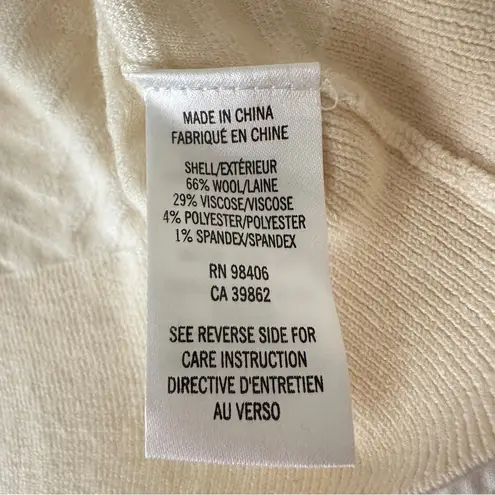 MADE IN CHINA
FABRIQUÉ EN CHINE
SHELL/EXTÉRIEUR
66% WOOL/LAINE
29% VISCOSE/VISCOSE
4% POLYESTER/POLYESTER
1% SPANDEX/SPANDEX
RN 98406
CA 39862
SEE REVERSE SIDE FOR
CARE INSTRUCTION
DIRECTIVE D'ENTRETIEN
AU VERSO